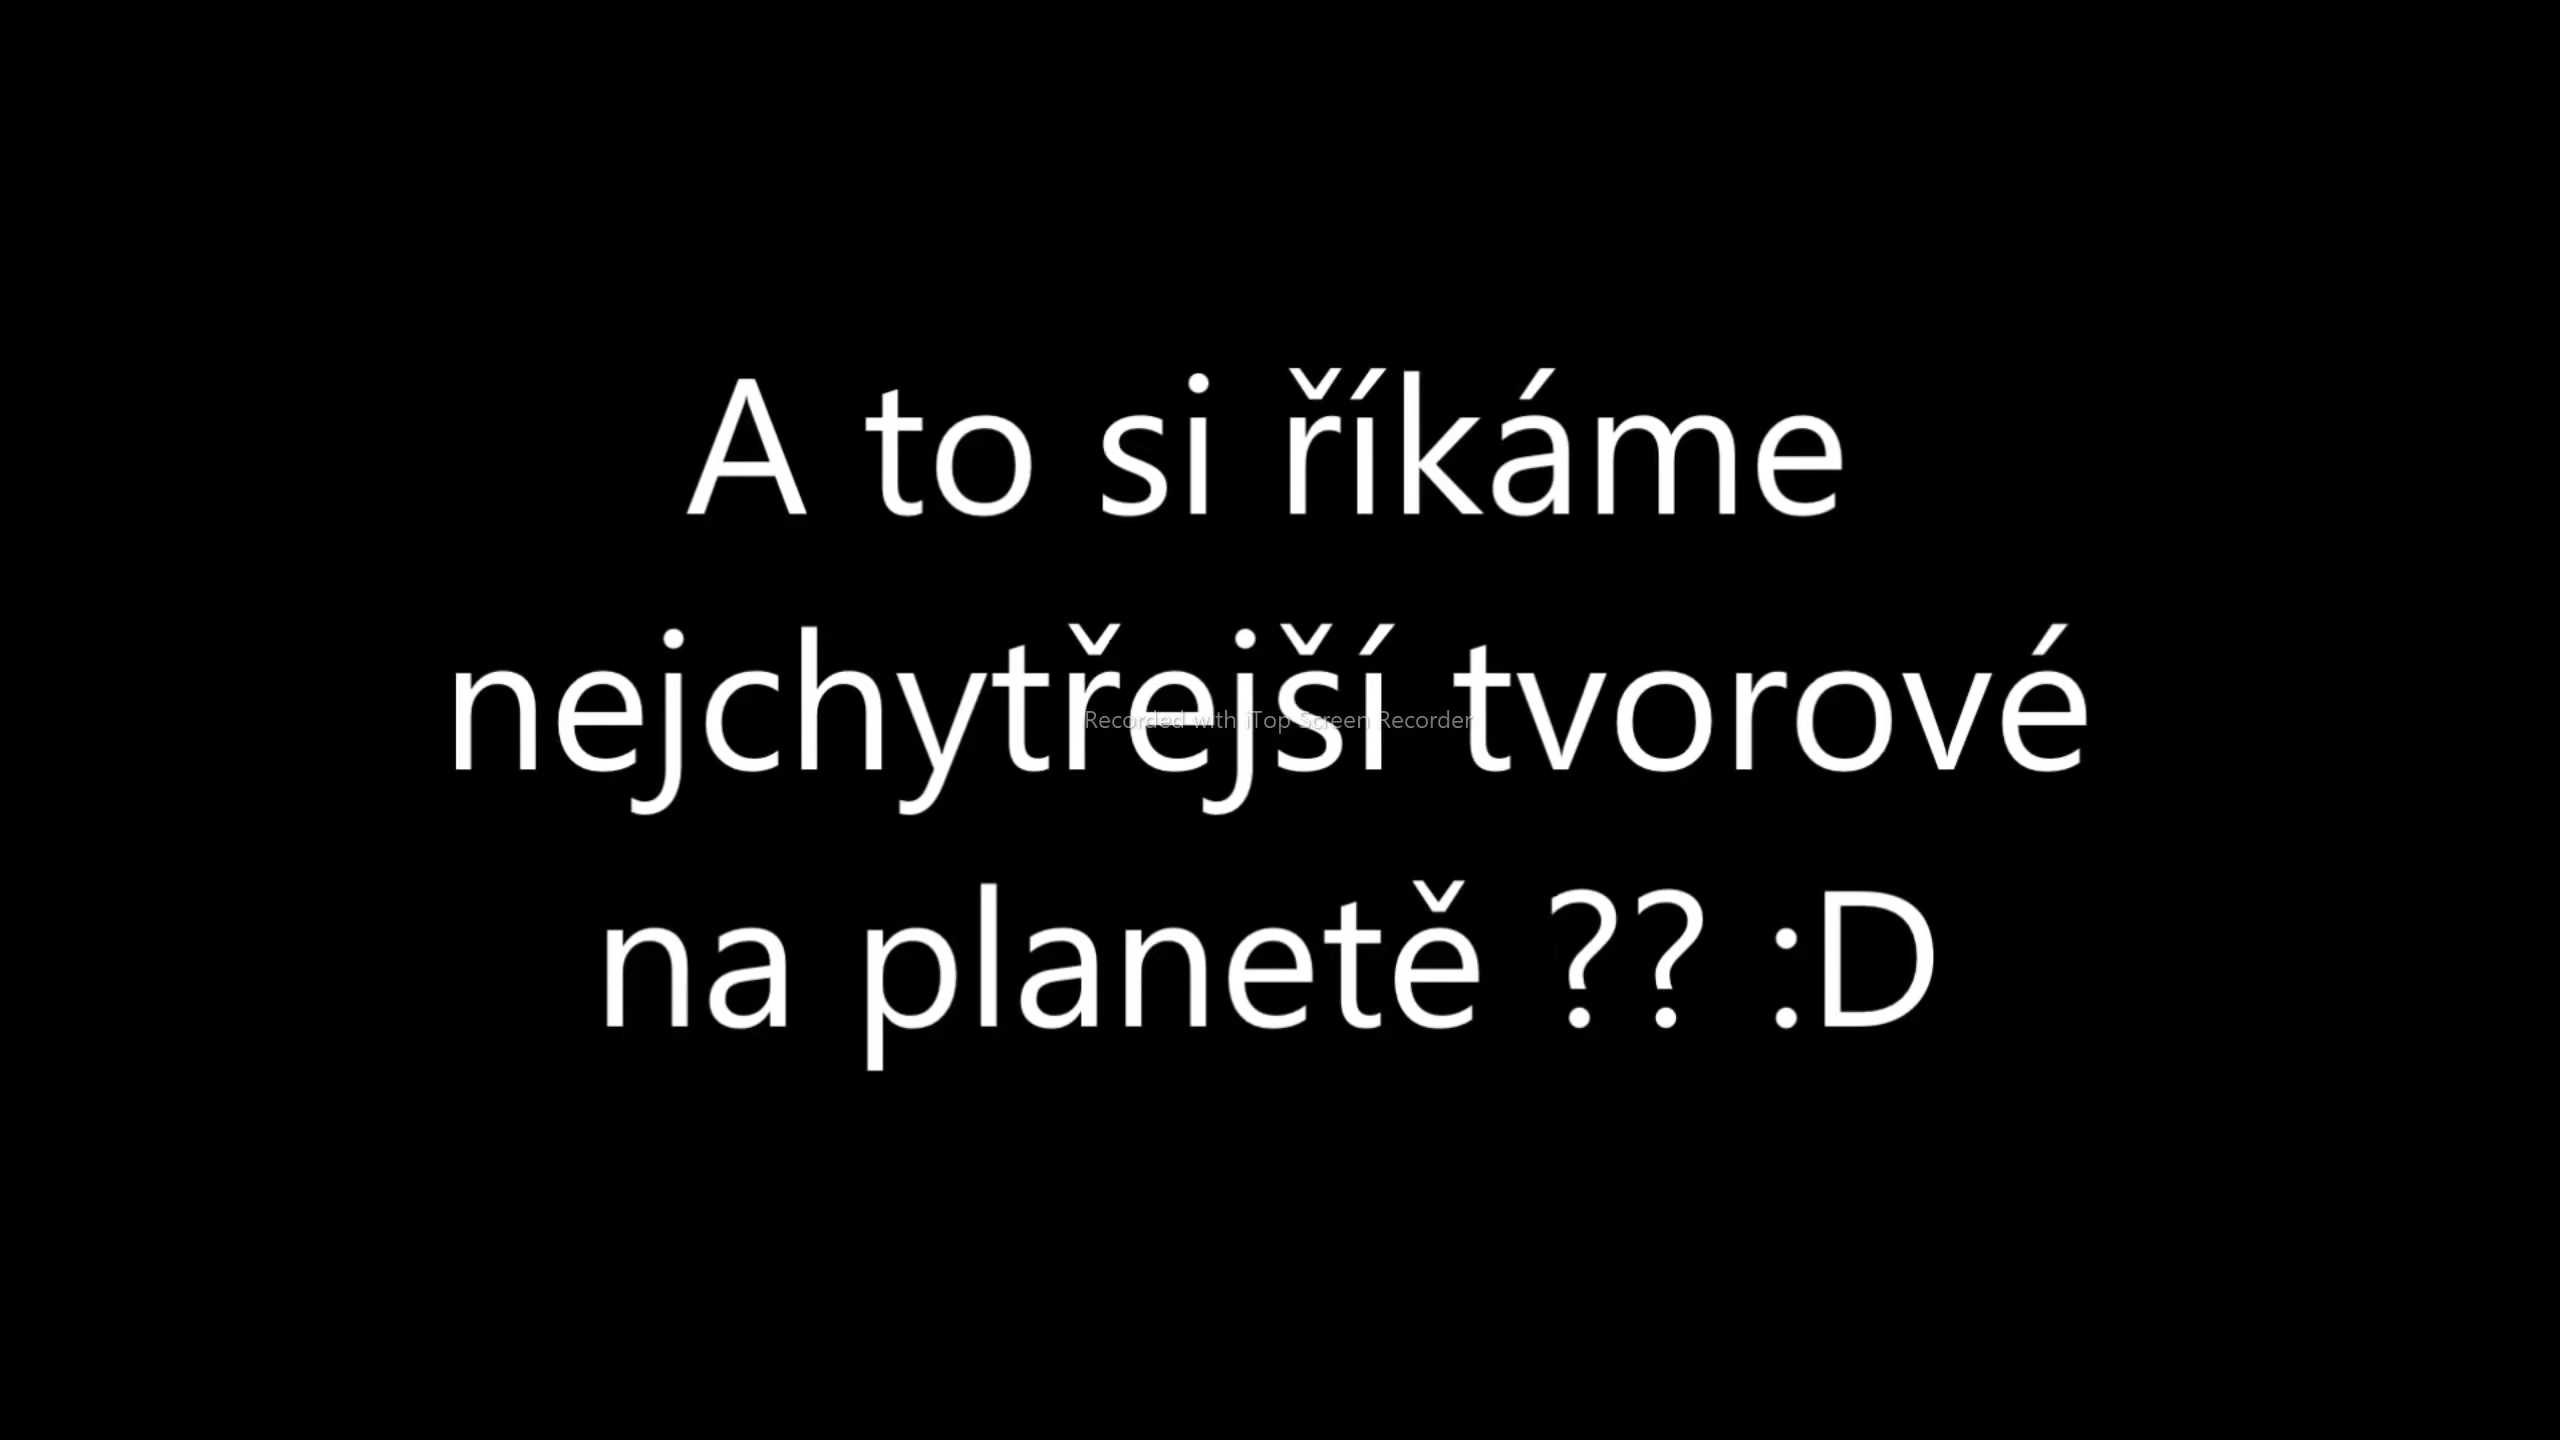 A to si říkáme
nejchytřejší tvorové
Recorded with iTop Screen Recorder
na planetě ?? :D